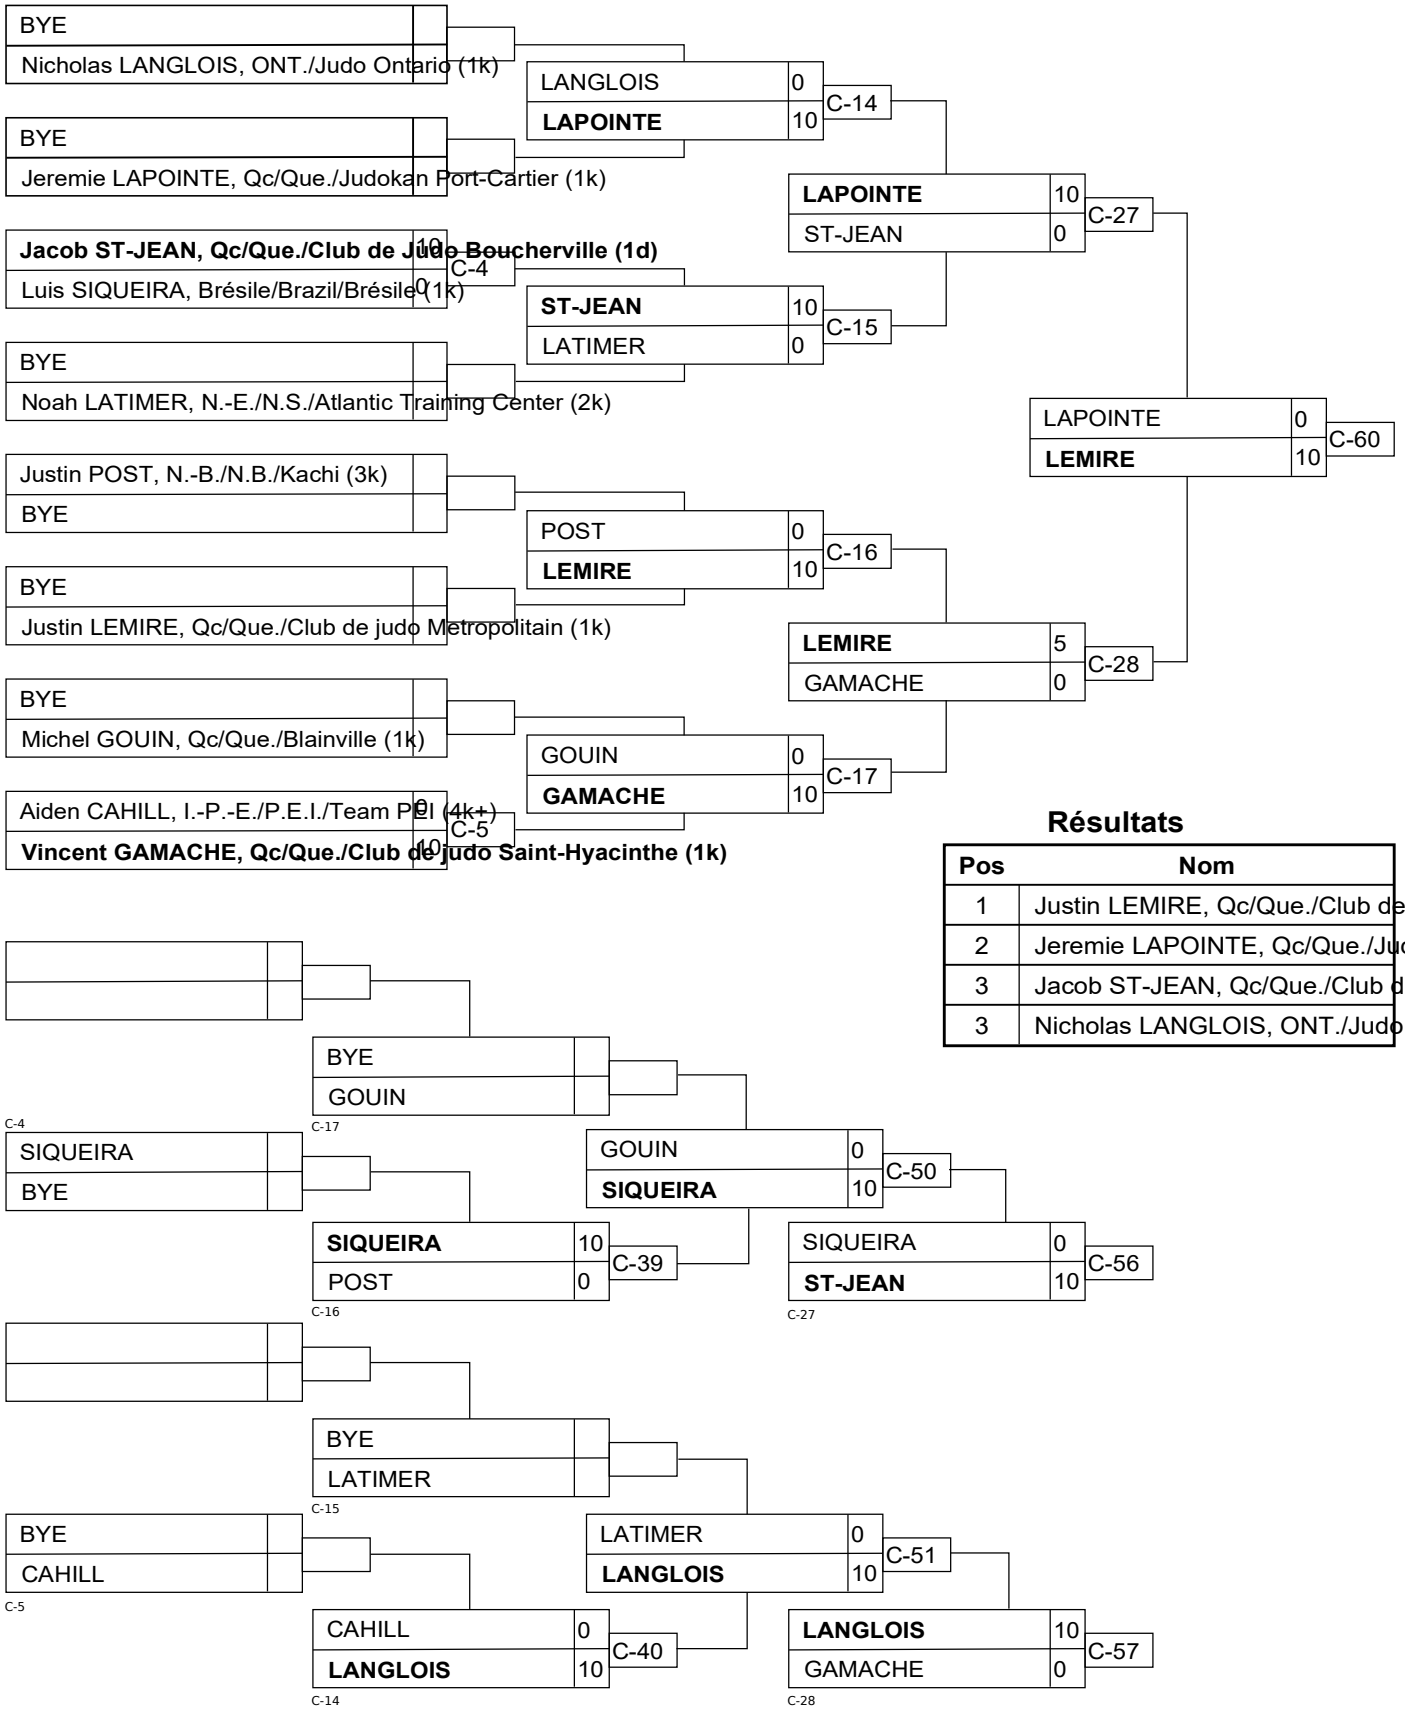 BYE
Nicholas LANGLOIS, ONT./Judo Ontario (1k)
BYE
Jeremie LAPOINTE, Qc/Que./Judokan Port-Cartier (1k)
Jacob ST-JEAN, Qc/Que./Club de Judo Boucherville (1d) 10
Luis SIQUEIRA, Brésile/Brazil/Brésile (1k) 0
C-4
BYE
Noah LATIMER, N.-E./N.S./Atlantic Training Center (2k)
Justin POST, N.-B./N.B./Kachi (3k)
BYE
BYE
Justin LEMIRE, Qc/Que./Club de judo Metropolitain (1k)
BYE
Michel GOUIN, Qc/Que./Blainville (1k)
Aiden CAHILL, I.-P.-E./P.E.I./Team PEI (4k+) 0
Vincent GAMACHE, Qc/Que./Club de judo Saint-Hyacinthe (1k) 10
C-5
LANGLOIS 0
LAPOINTE 10
C-14
ST-JEAN 10
LATIMER 0
C-15
POST 0
LEMIRE 10
C-16
GOUIN 0
GAMACHE 10
C-17
LAPOINTE 10
ST-JEAN 0
C-27
LEMIRE 5
GAMACHE 0
C-28
LAPOINTE 0
LEMIRE 10
C-60
Résultats
Pos Nom
1 Justin LEMIRE, Qc/Que./Club de
2 Jeremie LAPOINTE, Qc/Que./Jud
3 Jacob ST-JEAN, Qc/Que./Club d
3 Nicholas LANGLOIS, ONT./Judo
BYE
GOUIN
C-17
C-4
SIQUEIRA
BYE
SIQUEIRA 10
POST 0
C-39
C-16
GOUIN 0
SIQUEIRA 10
C-50
SIQUEIRA 0
ST-JEAN 10
C-56
C-27
BYE
LATIMER
C-15
BYE
CAHILL
C-5
CAHILL 0
LANGLOIS 10
C-40
C-14
LATIMER 0
LANGLOIS 10
C-51
LANGLOIS 10
GAMACHE 0
C-57
C-28